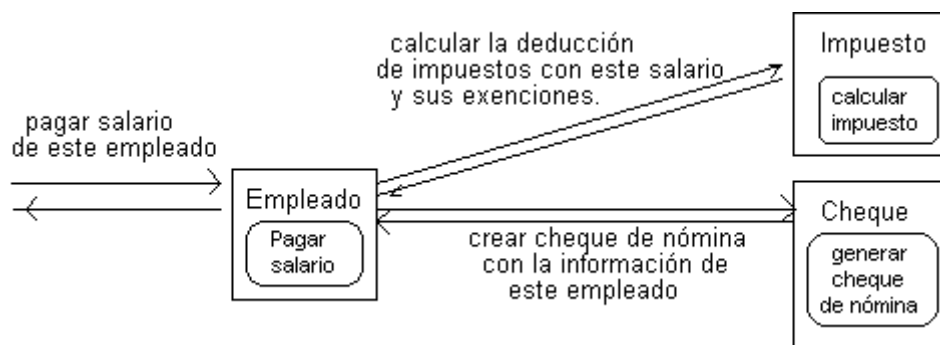 calcular la deducción
de impuestos con este salario
y sus exenciones.
Impuesto
calcular
impuesto
pagar salario
de este empleado
Empleado
Pagar
salario
crear cheque de nómina
con la información de
este empleado
Cheque
generar
cheque
de nómina